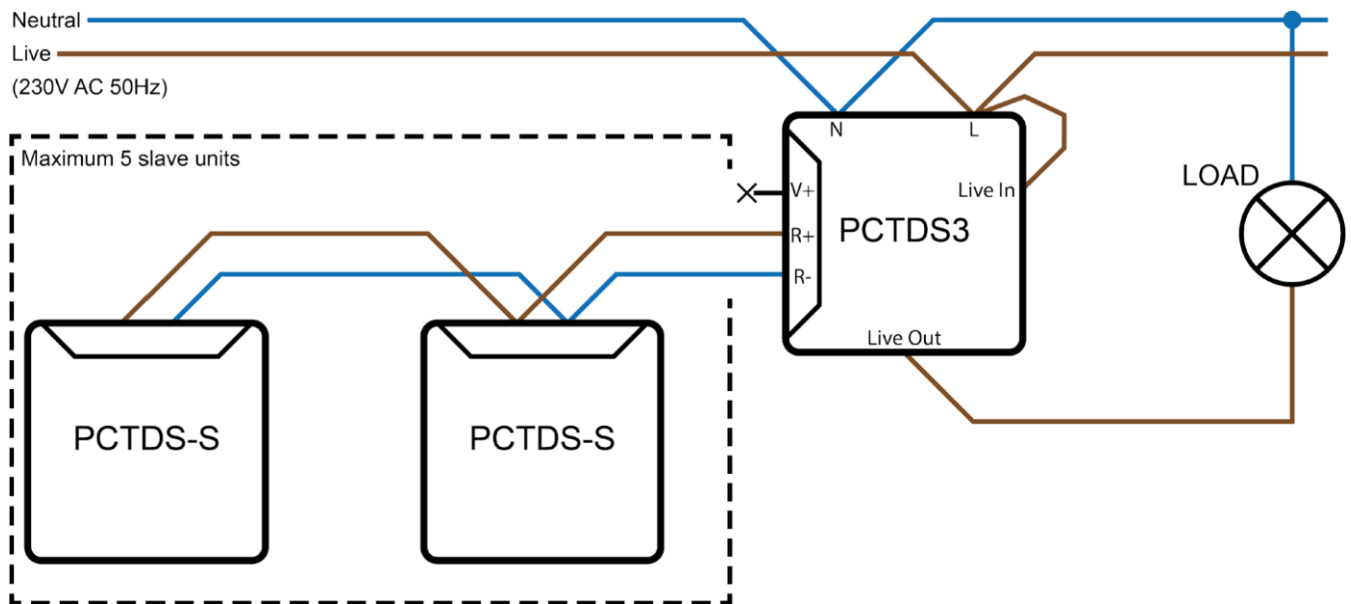 Neutral
Live
(230V AC 50Hz)
Maximum 5 slave units
N
L
V+
Live In
LOAD
R+
PCTDS3
R-
Live Out
PCTDS-S
PCTDS-S